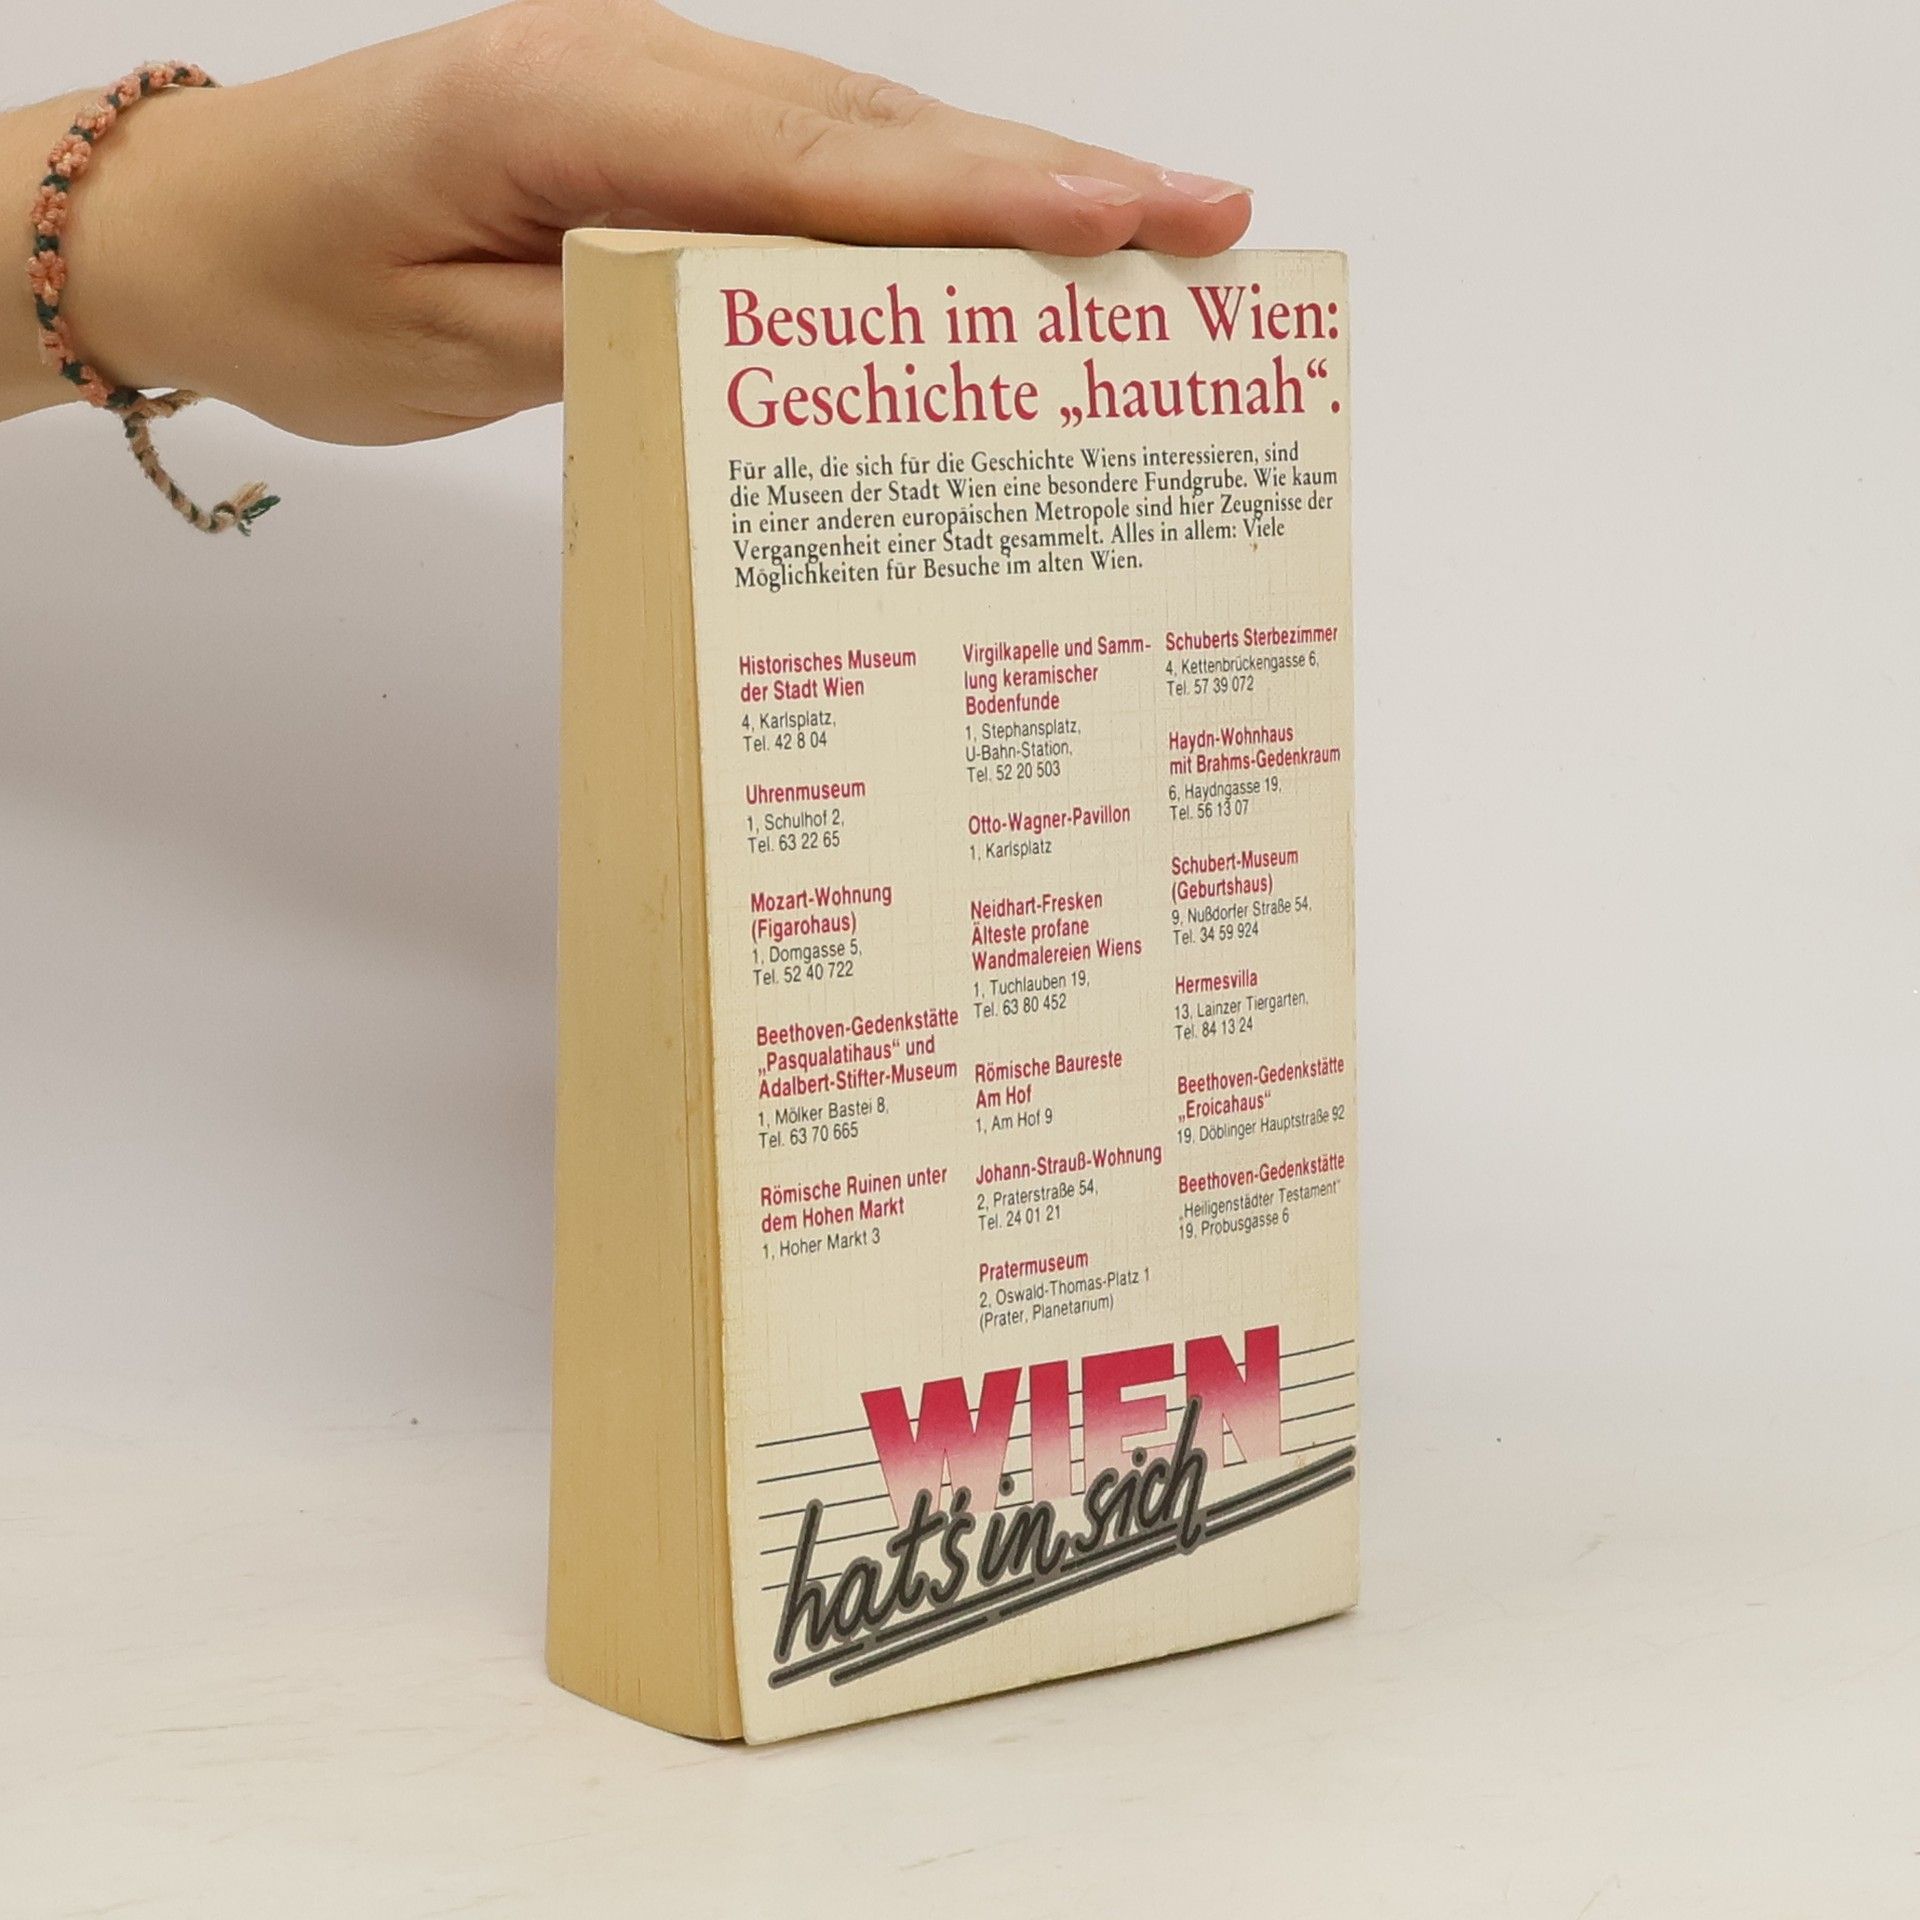 Besuch im alten Wien:
Geschichte „hautnah“.
Für alle, die sich für die Geschichte Wiens interessieren, sind
die Museen der Stadt Wien eine besondere Fundgrube. Wie kaum
in einer anderen europäischen Metropole sind hier Zeugnisse der
Vergangenheit einer Stadt gesammelt. Alles in allem: Viele
Möglichkeiten für Besuche im alten Wien.
Historisches Museum
der Stadt Wien
4, Karlsplatz,
Tel. 42 8 04
Uhrenmuseum
1, Schulhof 2,
Tel. 63 22 65
Mozart-Wohnung
(Figarohaus)
1, Domgasse 5,
Tel. 52 40 722
Beethoven-Gedenkstätte
„Pasqualatihaus“ und
Adalbert-Stifter-Museum
1, Mölker Bastei 8,
Tel. 63 70 665
Römische Ruinen unter
dem Hohen Markt
1, Hoher Markt 3
Virgilkapelle und Samm-
lung keramischer
Bodenfunde
1, Stephansplatz,
U-Bahn-Station,
Tel. 52 20 503
Otto-Wagner-Pavillon
1, Karlsplatz
Neidhart-Fresken
Älteste profane
Wandmalereien Wiens
1, Tuchlauben 19,
Tel. 63 80 452
Römische Baureste
Am Hof
1, Am Hof 9
Johann-Strauß-Wohnung
2, Praterstraße 54,
Tel. 24 01 21
Pratermuseum
2, Oswald-Thomas-Platz 1
(Prater, Planetarium)
Schuberts Sterbezimmer
4, Kettenbrückengasse 6,
Tel. 57 39 072
Haydn-Wohnhaus
mit Brahms-Gedenkraum
6, Haydngasse 19,
Tel. 56 13 07
Schubert-Museum
(Geburtshaus)
9, Nußdorfer Straße 54,
Tel. 34 59 924
Hermesvilla
13, Lainzer Tiergarten,
Tel. 84 13 24
Beethoven-Gedenkstätte
„Eroicahaus“
19, Döblinger Hauptstraße 92
Beethoven-Gedenkstätte
„Heiligenstädter Testament“
19, Probusgasse 6
WIEN
hat's in sich